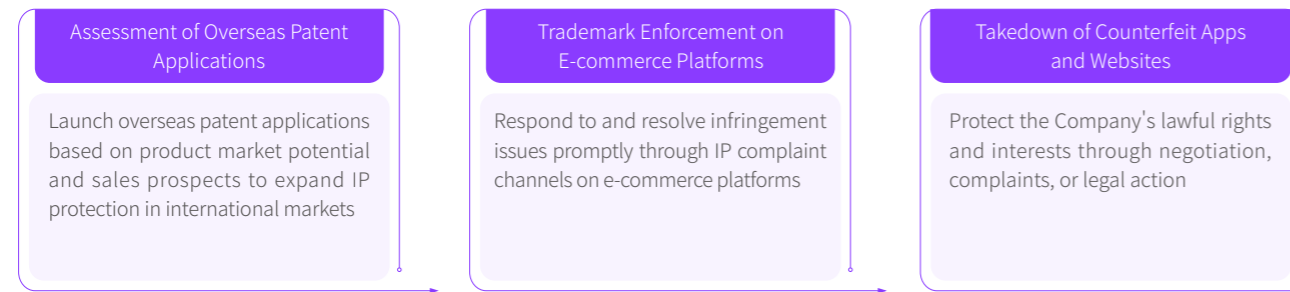 Assessment of Overseas Patent
Applications
Launch overseas patent applications
based on product market potential
and sales prospects to expand IP
protection in international markets
Trademark Enforcement on
E-commerce Platforms
Respond to and resolve infringement
issues promptly through IP complaint
channels on e-commerce platforms
Takedown of Counterfeit Apps
and Websites
Protect the Company's lawful rights
and interests through negotiation,
complaints, or legal action